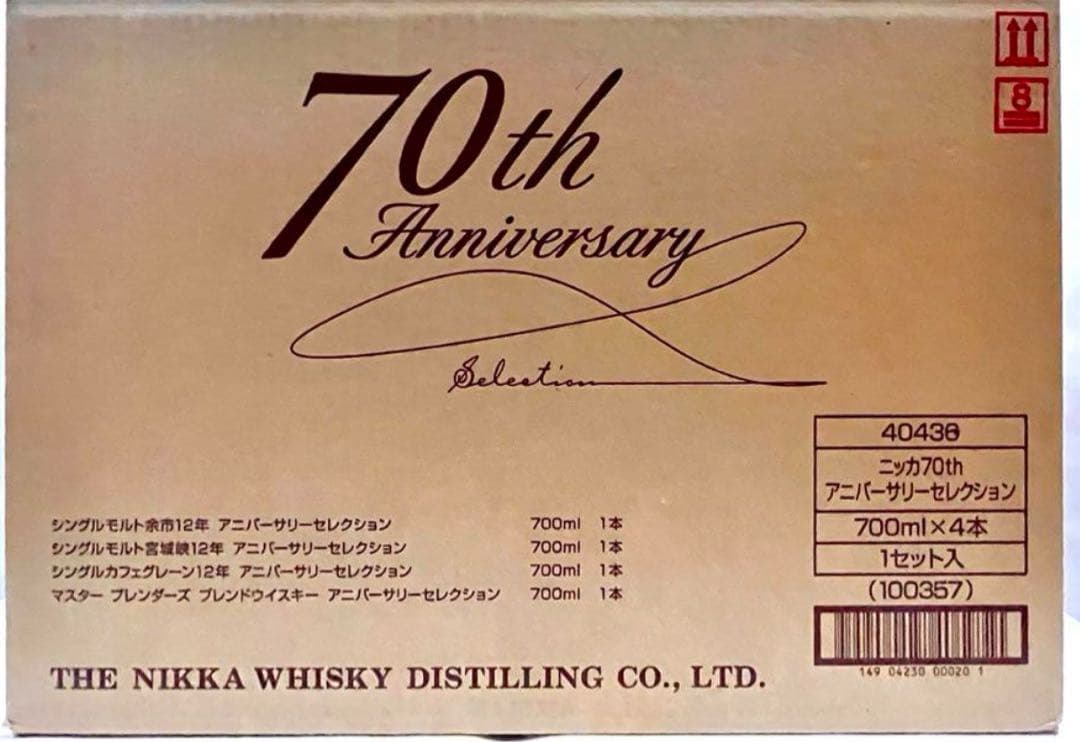 70th
Anniversary
Selection
8
40436
ニッカ70th
アニバーサリーセレクション
700ml×4本
1セット入
(100357)
149 04230 00020 1
シングルモルト余市12年 アニバーサリーセレクション 700ml 1本
シングルモルト宮城峡12年 アニバーサリーセレクション 700ml 1本
シングルカフェグレーン12年 アニバーサリーセレクション 700ml 1本
マスター ブレンダーズ ブレンドウイスキー アニバーサリーセレクション 700ml 1本
THE NIKKA WHISKY DISTILLING CO., LTD.